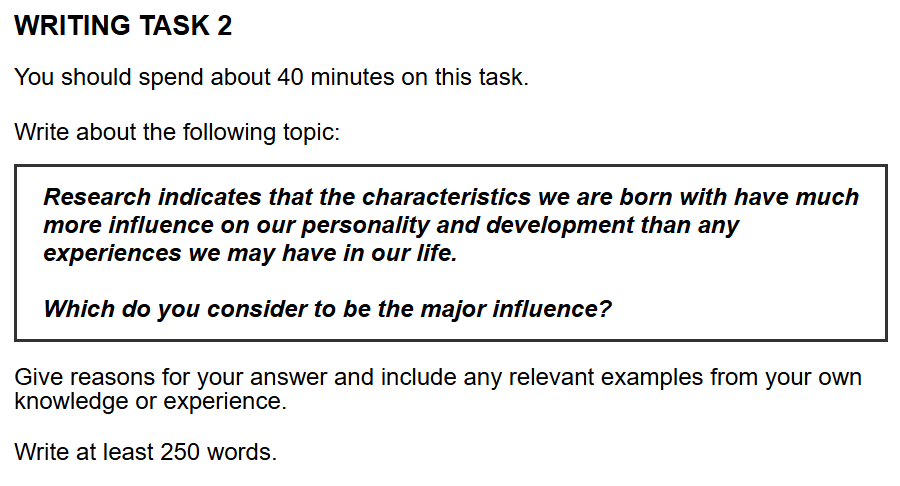 WRITING TASK 2
You should spend about 40 minutes on this task.
Write about the following topic:
Research indicates that the characteristics we are born with have much
more influence on our personality and development than any
experiences we may have in our life.
Which do you consider to be the major influence?
Give reasons for your answer and include any relevant examples from your own
knowledge or experience.
Write at least 250 words.